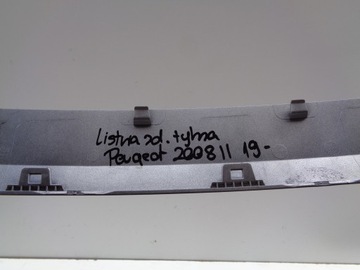 Listwa zd. tylna
Peugeot 2008 II 19-